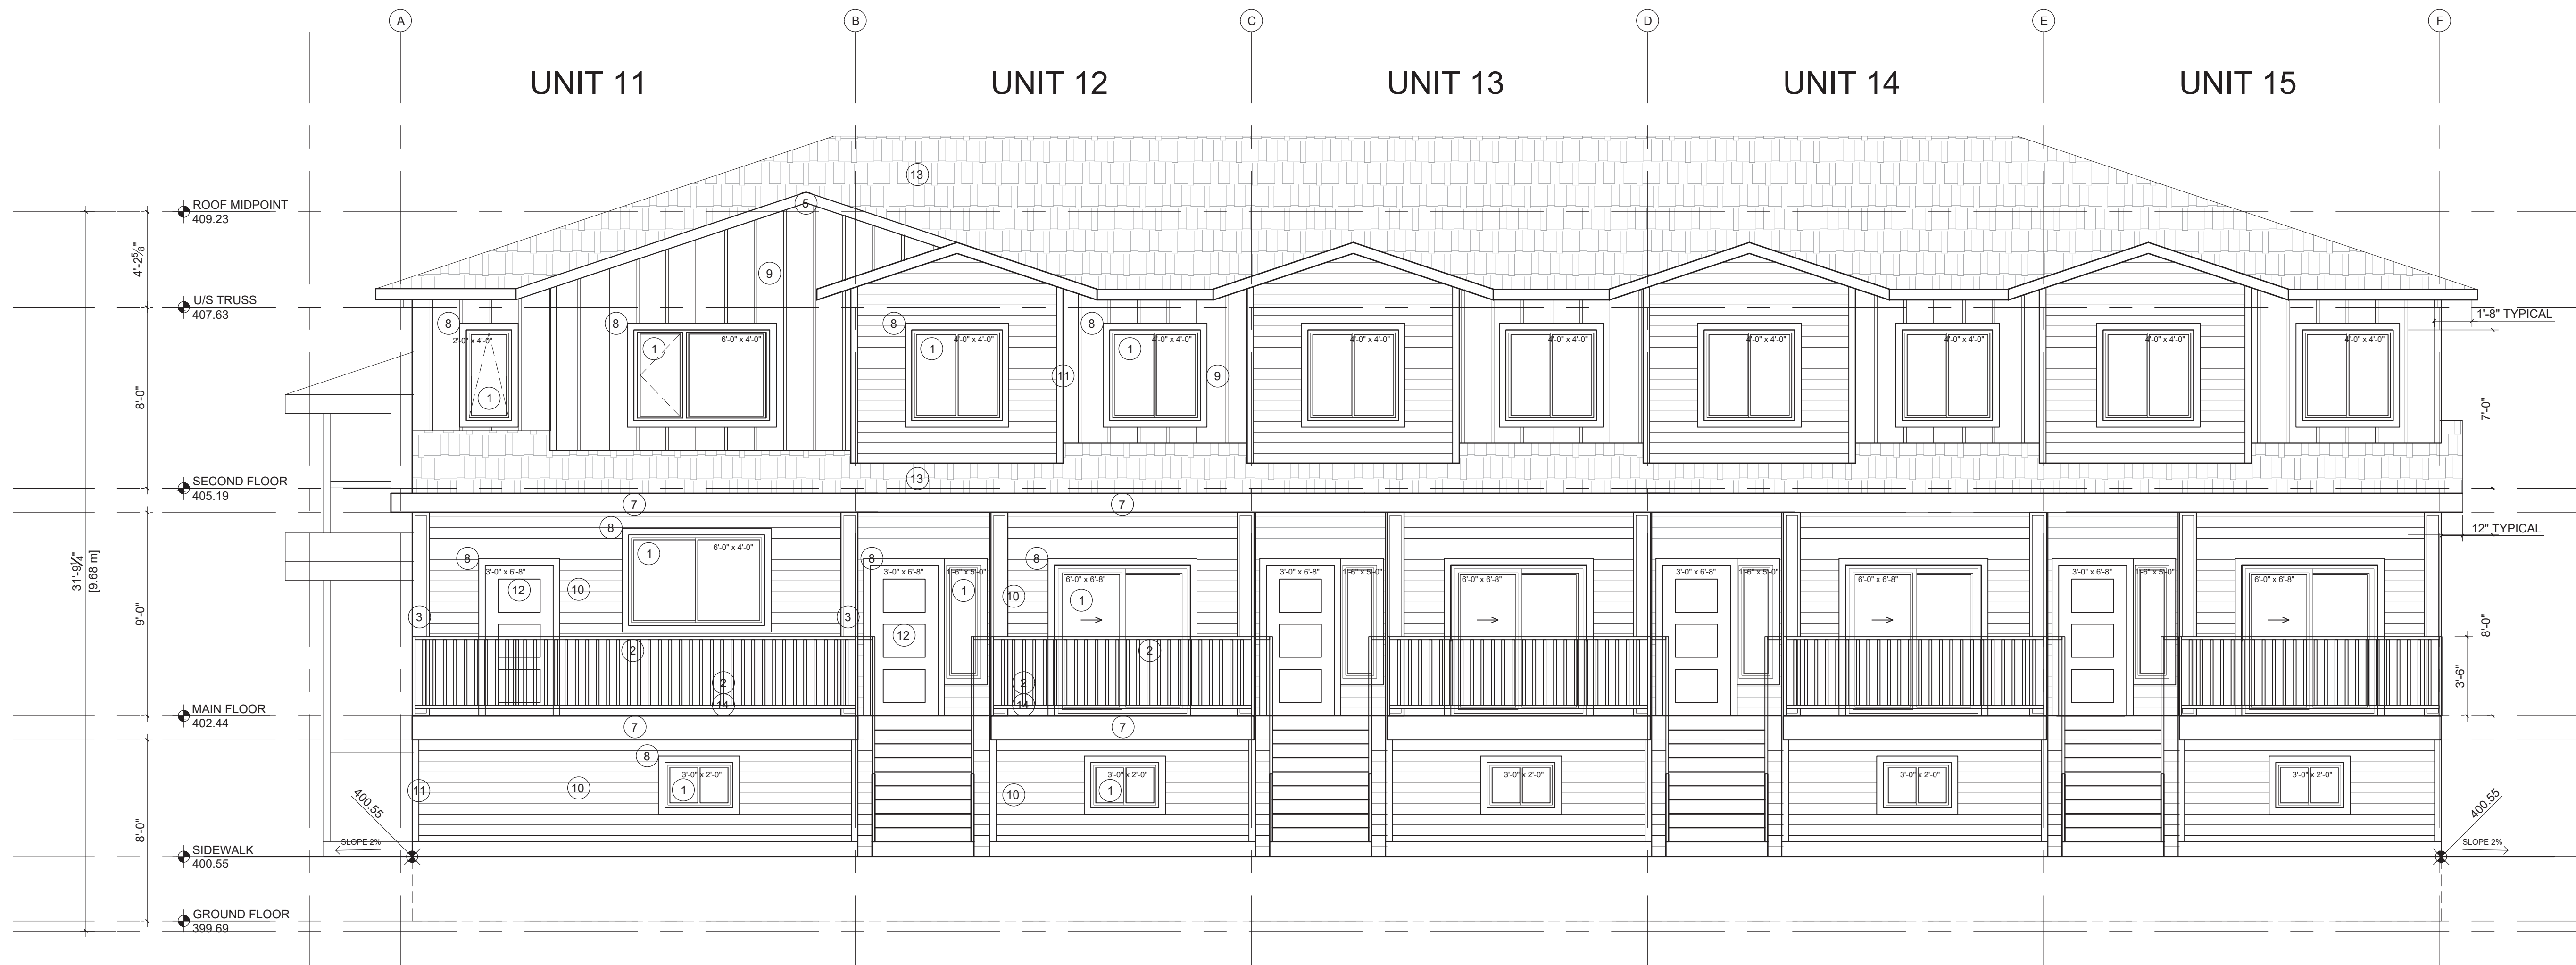 A B C D E F
UNIT 11 UNIT 12 UNIT 13 UNIT 14 UNIT 15
13
ROOF MIDPOINT
409.23
5
4'-2 5/8"
9
U/S TRUSS
407.63
1'-8" TYPICAL
8 8 8 8
2'-0" x 4'-0" 6'-0" x 4'-0" 4'-0" x 4'-0" 4'-0" x 4'-0" 4'-0" x 4'-0" 4'-0" x 4'-0" 4'-0" x 4'-0" 4'-0" x 4'-0" 4'-0" x 4'-0" 4'-0" x 4'-0"
1 1 1
11 9
1
8'-0"
7'-0"
SECOND FLOOR
405.19
13
7 7
8
12" TYPICAL
6'-0" x 4'-0"
1
8 8 8
3'-0" x 6'-8" 3'-0" x 6'-8" 1'-6" x 5'-0" 6'-0" x 6'-8" 3'-0" x 6'-8" 1'-6" x 5'-0" 6'-0" x 6'-8" 3'-0" x 6'-8" 1'-6" x 5'-0" 6'-0" x 6'-8" 3'-0" x 6'-8" 1'-6" x 5'-0" 6'-0" x 6'-8"
12 10 1 10 1
31'-9 1/4"
[9.68 m]
9'-0"
3 3
12
8'-0"
2 2
2 2
3'-6"
14 14
MAIN FLOOR
402.44
7 7
8
3'-0" x 2'-0" 3'-0" x 2'-0" 3'-0" x 2'-0" 3'-0" x 2'-0" 3'-0" x 2'-0"
11 10 1 10 1
400.55 400.55
8'-0"
SLOPE 2% SLOPE 2%
SIDEWALK
400.55
GROUND FLOOR
399.69